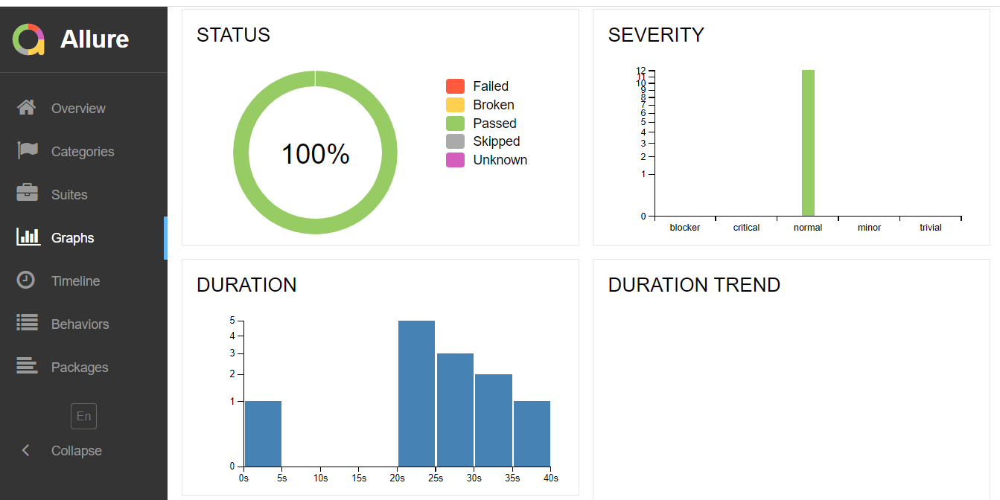 Allure
Overview
Categories
Suites
Graphs
Timeline
Behaviors
Packages
En
Collapse
STATUS
100%
Failed
Broken
Passed
Skipped
Unknown
SEVERITY
12
11
10
9
8
7
6
5
4
3
2
1
0
blocker critical normal minor trivial
DURATION
5
4
3
2
1
0
0s 5s 10s 15s 20s 25s 30s 35s 40s
DURATION TREND